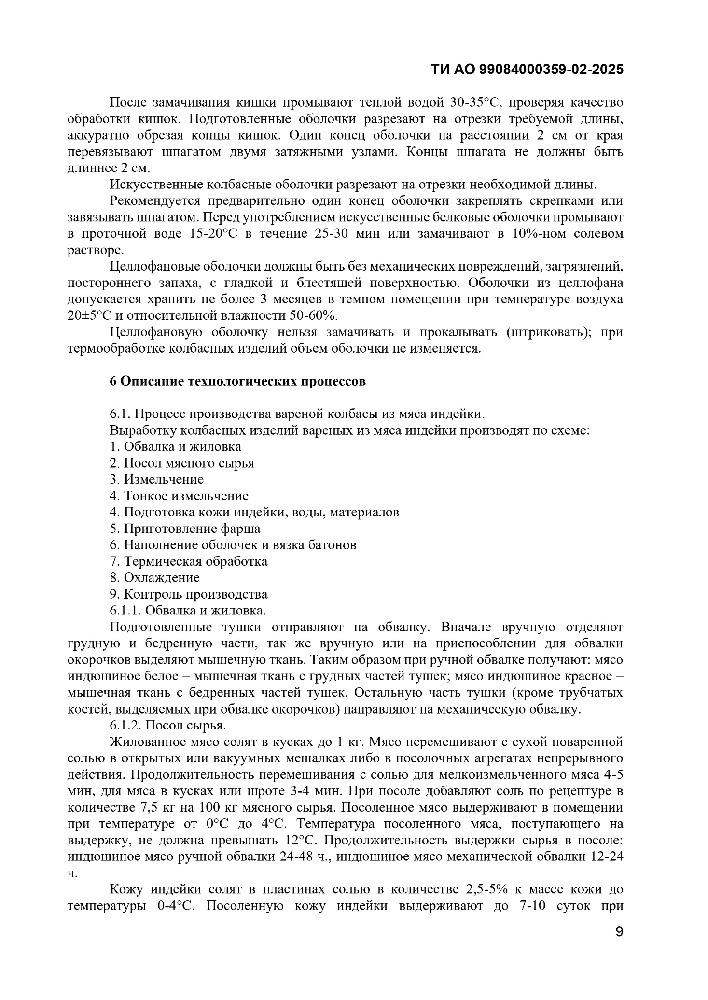 ТИ АО 99084000359-02-2025
После замачивания кишки промывают теплой водой 30-35°С, проверяя качество
обработки кишок. Подготовленные оболочки разрезают на отрезки требуемой длины,
аккуратно обрезая концы кишок. Один конец оболочки на расстоянии 2 см от края
перевязывают шпагатом двумя затяжными узлами. Концы шпагата не должны быть
длиннее 2 см.
Искусственные колбасные оболочки разрезают на отрезки необходимой длины.
Рекомендуется предварительно один конец оболочки закреплять скрепками или
завязывать шпагатом. Перед употреблением искусственные белковые оболочки промывают
в проточной воде 15-20°С в течение 25-30 мин или замачивают в 10%-ном солевом
растворе.
Целлофановые оболочки должны быть без механических повреждений, загрязнений,
постороннего запаха, с гладкой и блестящей поверхностью. Оболочки из целлофана
допускается хранить не более 3 месяцев в темном помещении при температуре воздуха
20±5°С и относительной влажности 50-60%.
Целлофановую оболочку нельзя замачивать и прокалывать (штриковать); при
термообработке колбасных изделий объем оболочки не изменяется.
6 Описание технологических процессов
6.1. Процесс производства вареной колбасы из мяса индейки.
Выработку колбасных изделий вареных из мяса индейки производят по схеме:
1. Обвалка и жиловка
2. Посол мясного сырья
3. Измельчение
4. Тонкое измельчение
4. Подготовка кожи индейки, воды, материалов
5. Приготовление фарша
6. Наполнение оболочек и вязка батонов
7. Термическая обработка
8. Охлаждение
9. Контроль производства
6.1.1. Обвалка и жиловка.
Подготовленные тушки отправляют на обвалку. Вначале вручную отделяют
грудную и бедренную части, так же вручную или на приспособлении для обвалки
окорочков выделяют мышечную ткань. Таким образом при ручной обвалке получают: мясо
индюшиное белое – мышечная ткань с грудных частей тушек; мясо индюшиное красное –
мышечная ткань с бедренных частей тушек. Остальную часть тушки (кроме трубчатых
костей, выделяемых при обвалке окорочков) направляют на механическую обвалку.
6.1.2. Посол сырья.
Жилованное мясо солят в кусках до 1 кг. Мясо перемешивают с сухой поваренной
солью в открытых или вакуумных мешалках либо в посолочных агрегатах непрерывного
действия. Продолжительность перемешивания с солью для мелкоизмельченного мяса 4-5
мин, для мяса в кусках или шроте 3-4 мин. При посоле добавляют соль по рецептуре в
количестве 7,5 кг на 100 кг мясного сырья. Посоленное мясо выдерживают в помещении
при температуре от 0°С до 4°С. Температура посоленного мяса, поступающего на
выдержку, не должна превышать 12°С. Продолжительность выдержки сырья в посоле:
индюшиное мясо ручной обвалки 24-48 ч., индюшиное мясо механической обвалки 12-24
ч.
Кожу индейки солят в пластинах солью в количестве 2,5-5% к массе кожи до
температуры 0-4°С. Посоленную кожу индейки выдерживают до 7-10 суток при
9